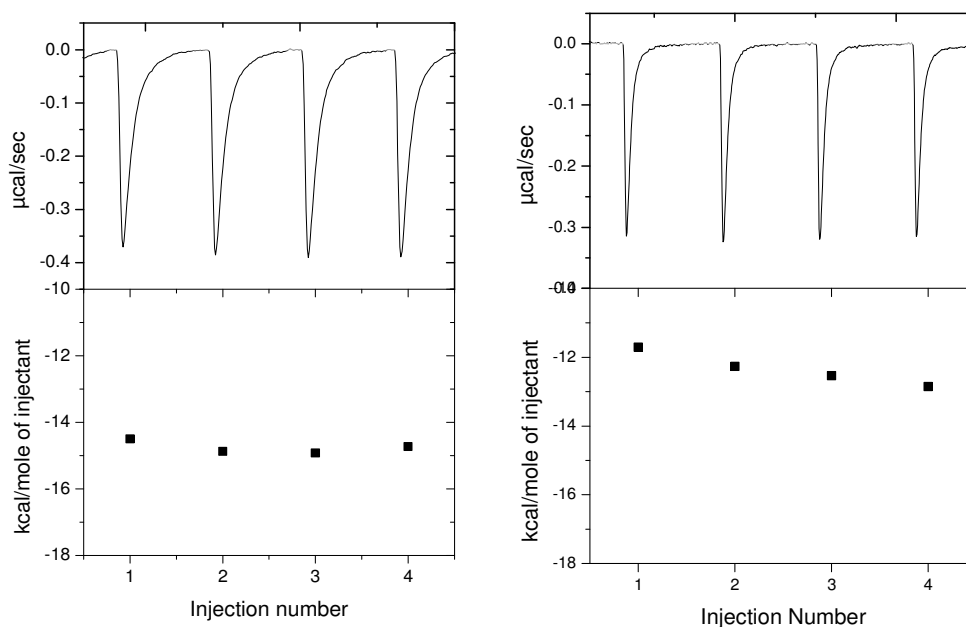 0.0
-0.1
-0.2
-0.3
-0.4
µcal/sec
-10
-12
-14
-16
-18
kcal/mole of injectant
1 2 3 4
Injection number
0.0
-0.1
-0.2
-0.3
µcal/sec
-12
-14
-16
-18
kcal/mole of injectant
1 2 3 4
Injection Number